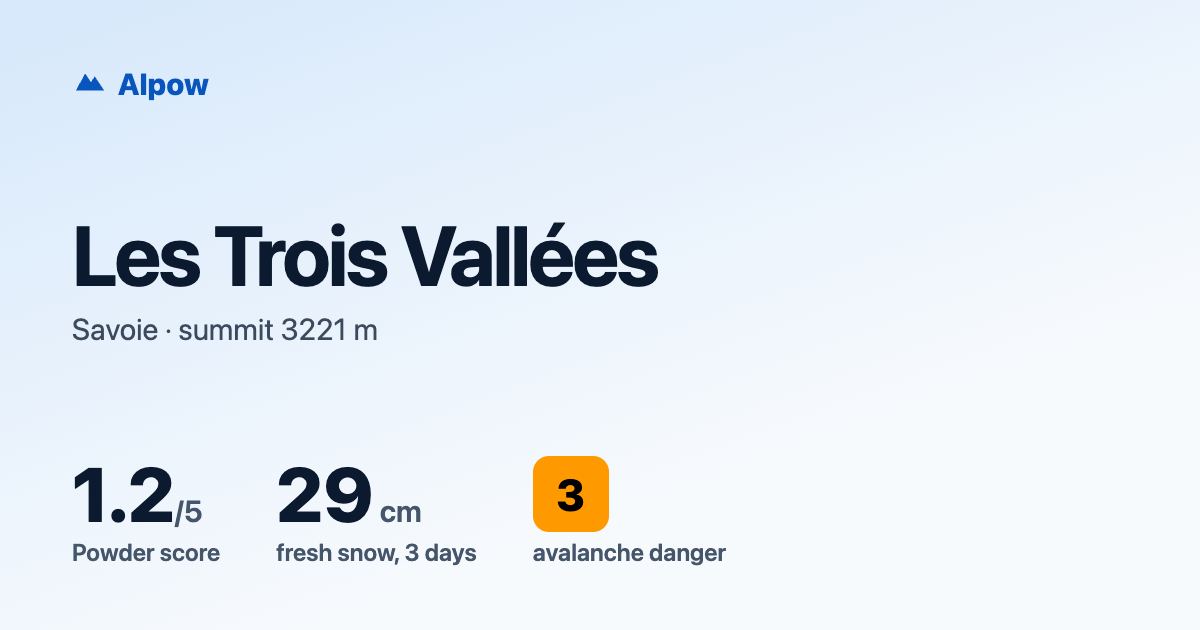 Alpow
Les Trois Vallées
Savoie · summit 3221 m
1.2/5
Powder score
29 cm
fresh snow, 3 days
3
avalanche danger